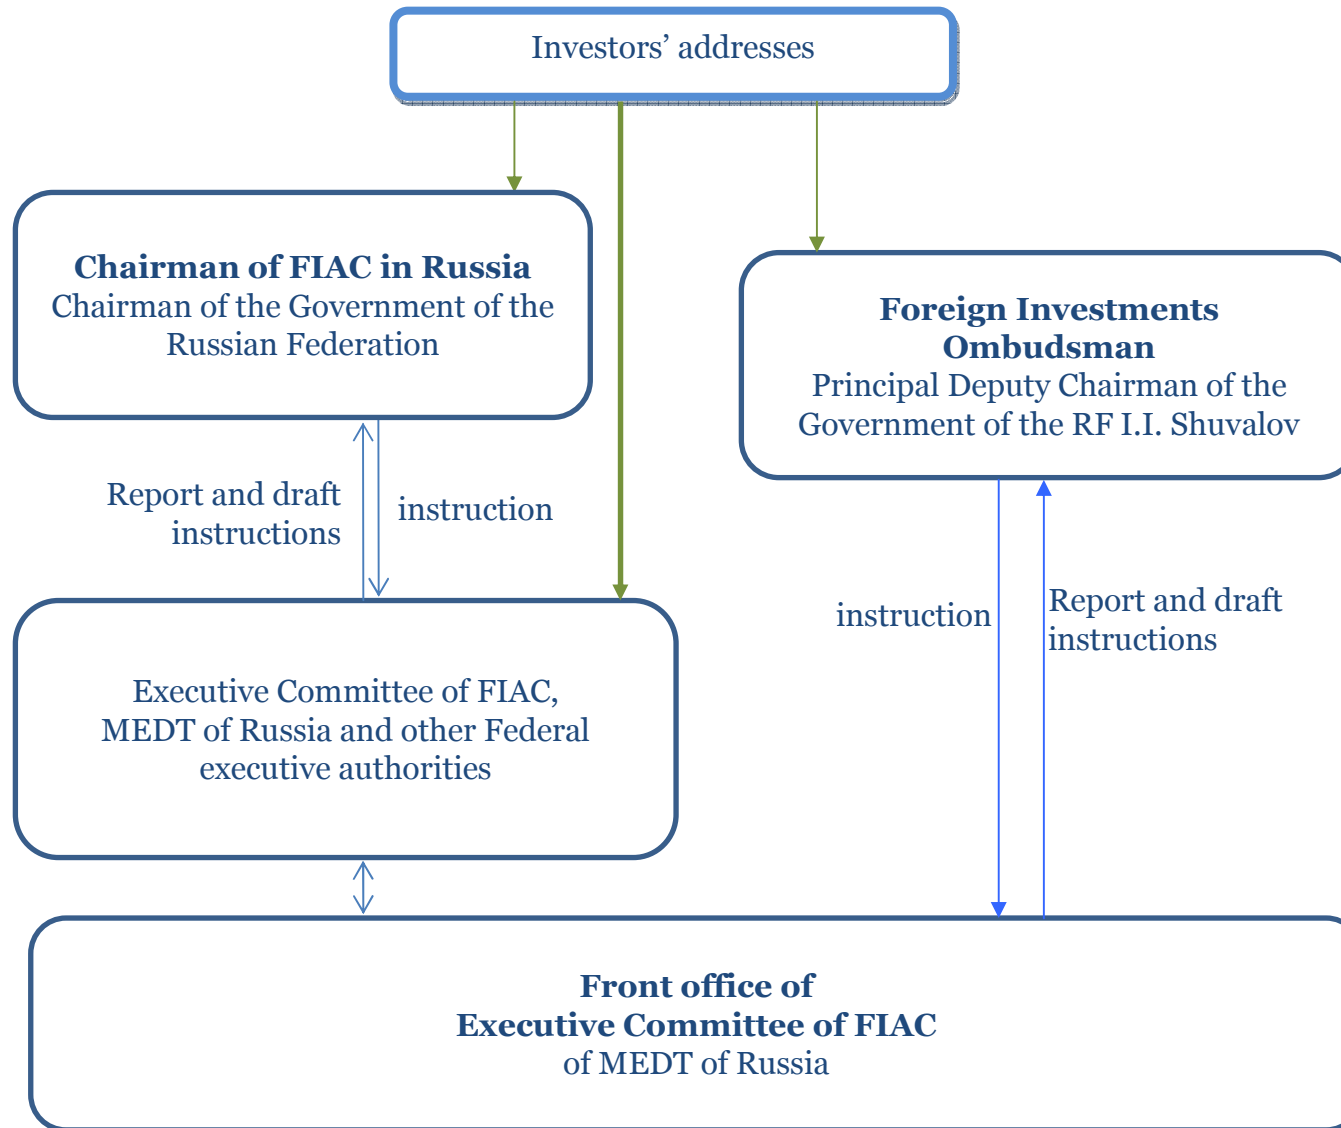 Investors’ addresses
Chairman of FIAC in Russia
Chairman of the Government of the
Russian Federation
Foreign Investments
Ombudsman
Principal Deputy Chairman of the
Government of the RF I.I. Shuvalov
Report and draft
instructions
instruction
instruction
Report and draft
instructions
Executive Committee of FIAC,
MEDT of Russia and other Federal
executive authorities
Front office of
Executive Committee of FIAC
of MEDT of Russia